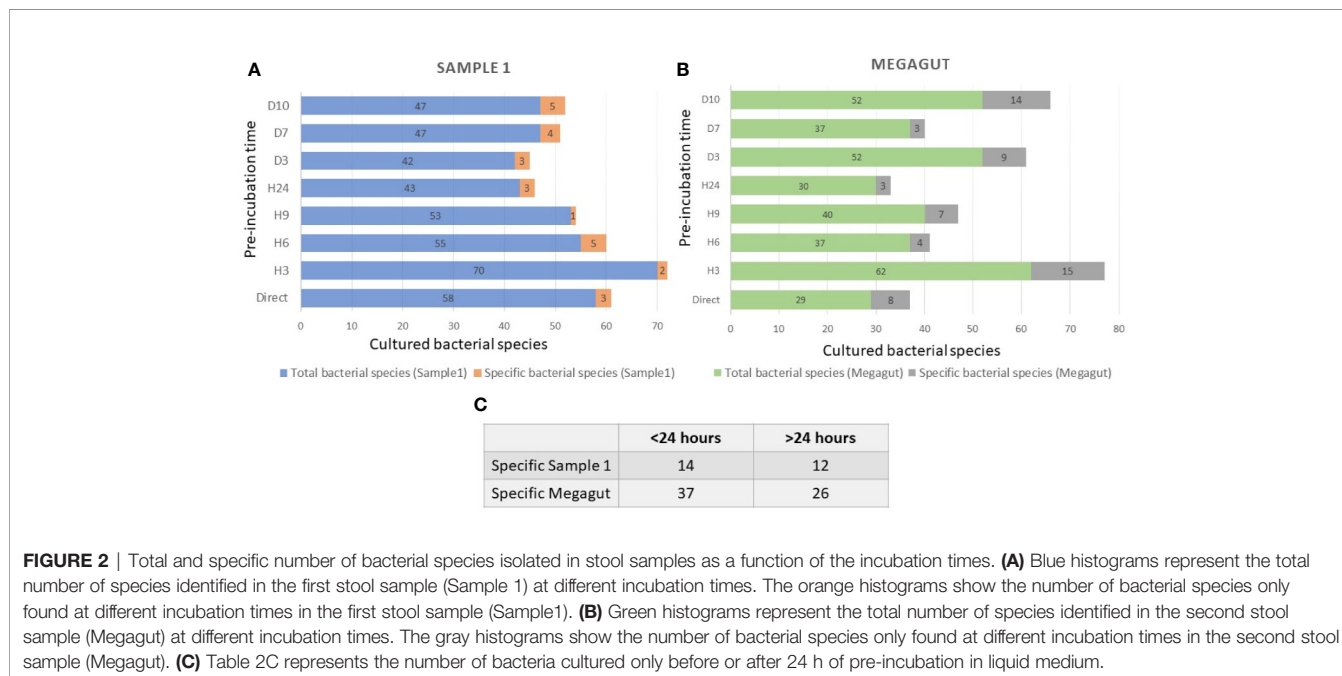 A
SAMPLE 1
Pre-incubation time
D10 47 5
D7 47 4
D3 42 3
H24 43 3
H9 53 1
H6 55 5
H3 70 2
Direct 58 3
0 10 20 30 40 50 60 70
Cultured bacterial species
Total bacterial species (Sample1) Specific bacterial species (Sample1)
B
MEGAGUT
Pre-incubation time
D10 52 14
D7 37 3
D3 52 9
H24 30 3
H9 40 7
H6 37 4
H3 62 15
Direct 29 8
0 10 20 30 40 50 60 70 80
Cultured bacterial species
Total bacterial species (Megagut) Specific bacterial species (Megagut)
C
<24 hours >24 hours
Specific Sample 1 14 12
Specific Megagut 37 26
FIGURE 2 | Total and specific number of bacterial species isolated in stool samples as a function of the incubation times. (A) Blue histograms represent the total
number of species identified in the first stool sample (Sample 1) at different incubation times. The orange histograms show the number of bacterial species only
found at different incubation times in the first stool sample (Sample1). (B) Green histograms represent the total number of species identified in the second stool
sample (Megagut) at different incubation times. The gray histograms show the number of bacterial species only found at different incubation times in the second stool
sample (Megagut). (C) Table 2C represents the number of bacteria cultured only before or after 24 h of pre-incubation in liquid medium.